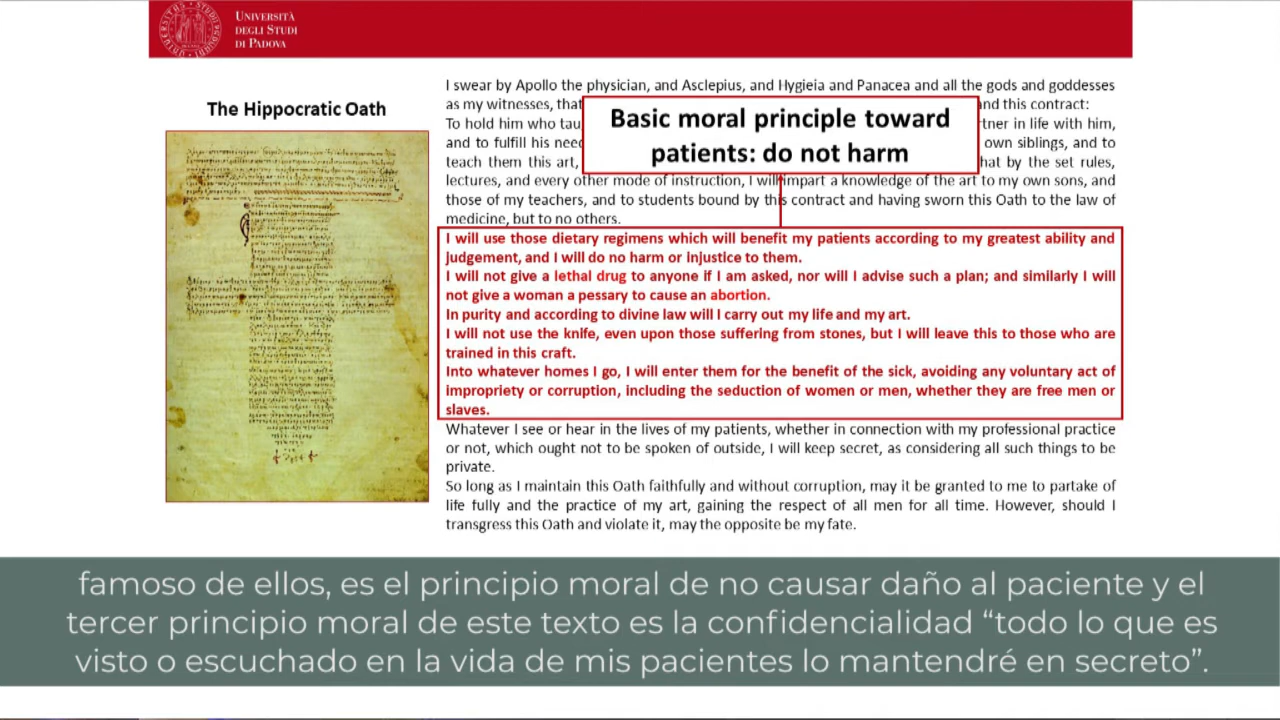 UNIVERSITÀ
DEGLI STUDI
DI PADOVA
The Hippocratic Oath
I swear by Apollo the physician, and Asclepius, and Hygieia and Panacea and all the gods and goddesses
as my witnesses, that
and this contract:
To hold him who
in life with him,
and to fulfill his
own siblings, and to
teach them this art,
that by the set rules,
Basic moral principle toward
patients: do not harm
lectures, and every other mode of instruction, I will impart a knowledge of the art to my own sons, and
those of my teachers, and to students bound by this contract and having sworn this Oath to the law of
medicine, but to no others.
I will use those dietary regimens which will benefit my patients according to my greatest ability and
judgement, and I will do no harm or injustice to them.
I will not give a lethal drug to anyone if I am asked, nor will I advise such a plan; and similarly I will
not give a woman a pessary to cause an abortion.
In purity and according to divine law will I carry out my life and my art.
I will not use the knife, even upon those suffering from stones, but I will leave this to those who are
trained in this craft.
Into whatever homes I go, I will enter them for the benefit of the sick, avoiding any voluntary act of
impropriety or corruption, including the seduction of women or men, whether they are free men or
slaves.
Whatever I see or hear in the lives of my patients, whether in connection with my professional practice
or not, which ought not to be spoken of outside, I will keep secret, as considering all such things to be
private.
So long as I maintain this Oath faithfully and without corruption, may it be granted to me to partake of
life fully and the practice of my art, gaining the respect of all men for all time. However, should I
transgress this Oath and violate it, may the opposite be my fate.
famoso de ellos, es el principio moral de no causar daño al paciente y el
tercer principio moral de este texto es la confidencialidad “todo lo que es
visto o escuchado en la vida de mis pacientes lo mantendré en secreto”.